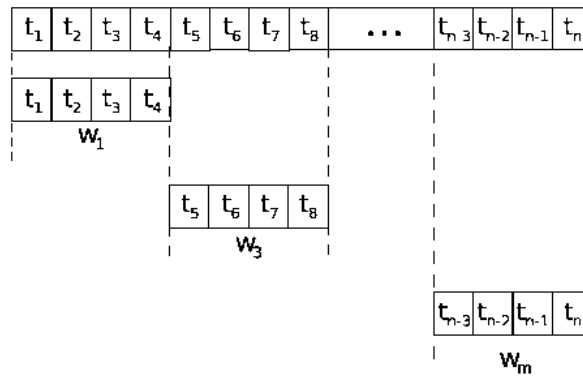 t₁ t₂ t₃ t₄ t₅ t₆ t₇ t₈ ... tₙ₋₃ tₙ₋₂ tₙ₋₁ tₙ
t₁ t₂ t₃ t₄
w₁
t₅ t₆ t₇ t₈
w₃
tₙ₋₃ tₙ₋₂ tₙ₋₁ tₙ
wₘ